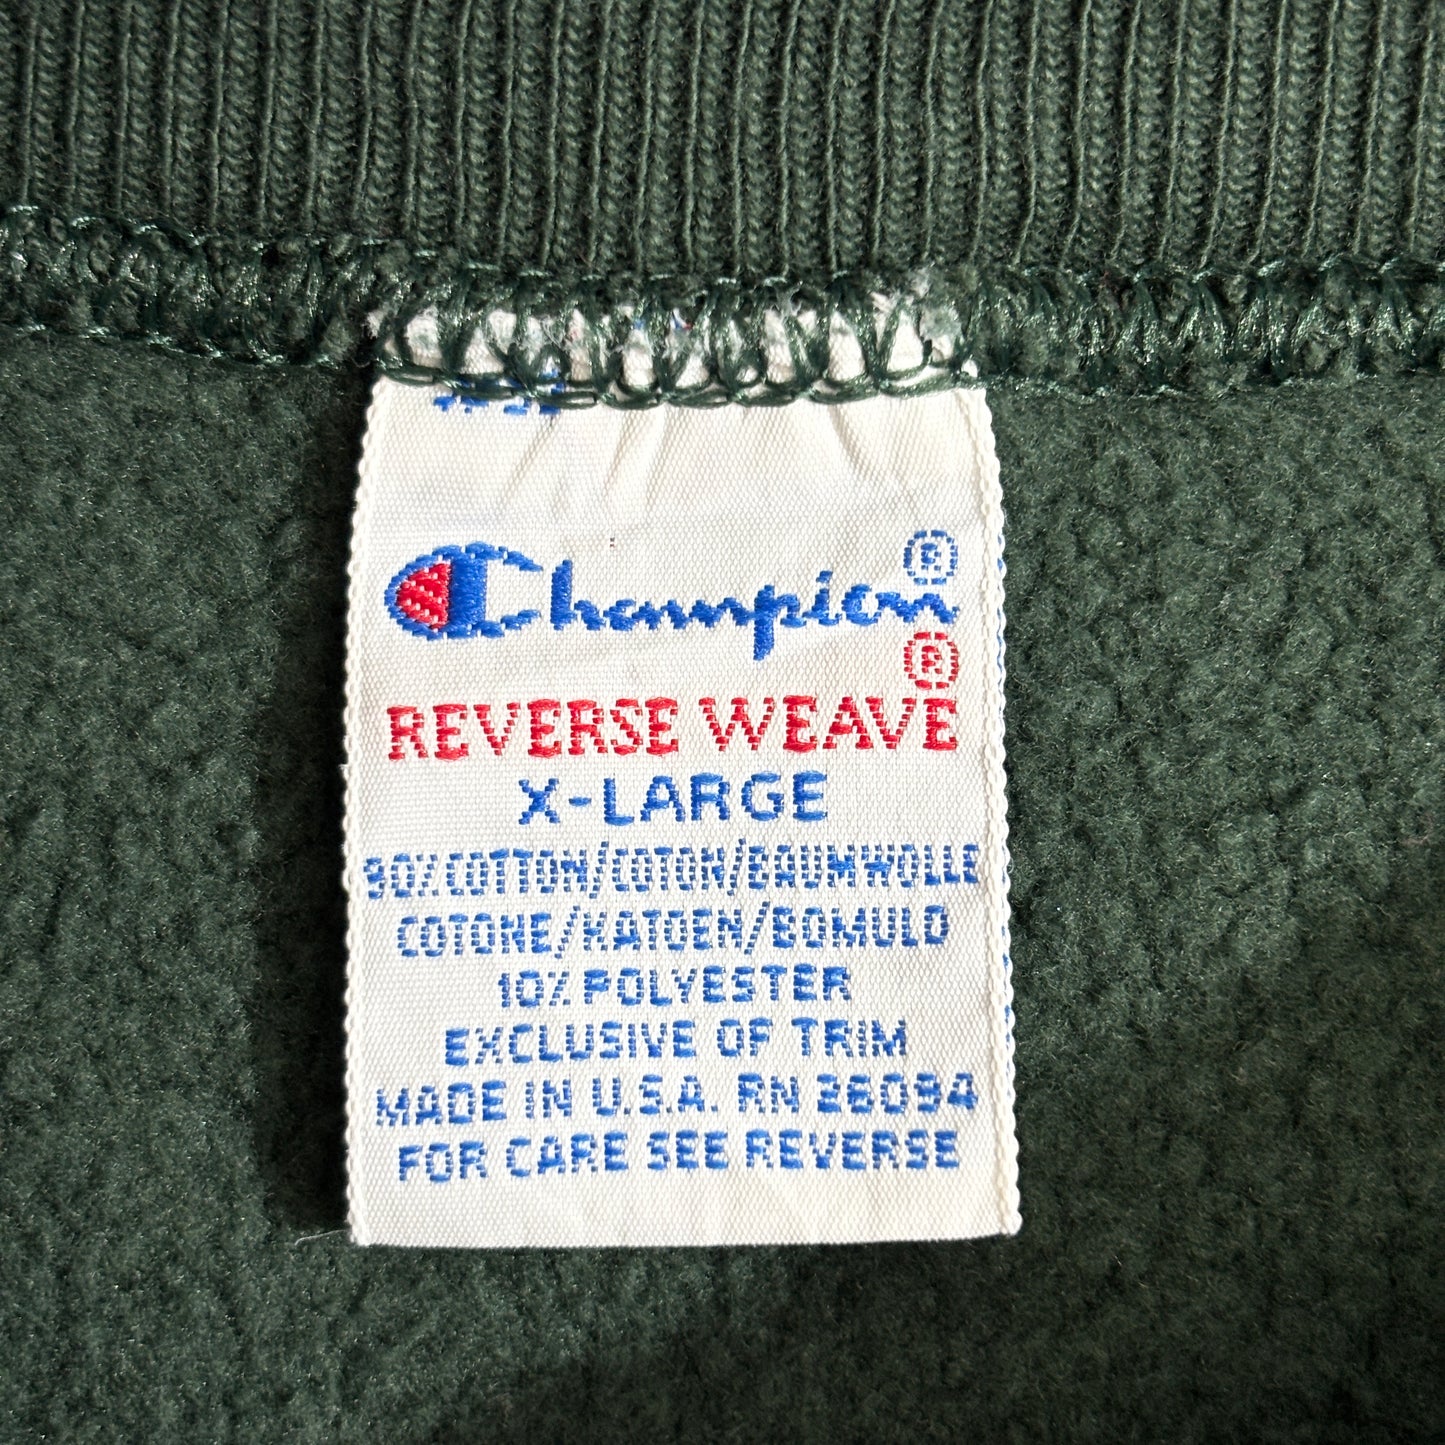 Champion®
REVERSE WEAVE®
X-LARGE
90% COTTON/COTON/BAUMWOLLE
COTONE/KATOEN/BOMULD
10% POLYESTER
EXCLUSIVE OF TRIM
MADE IN U.S.A. RN 26094
FOR CARE SEE REVERSE